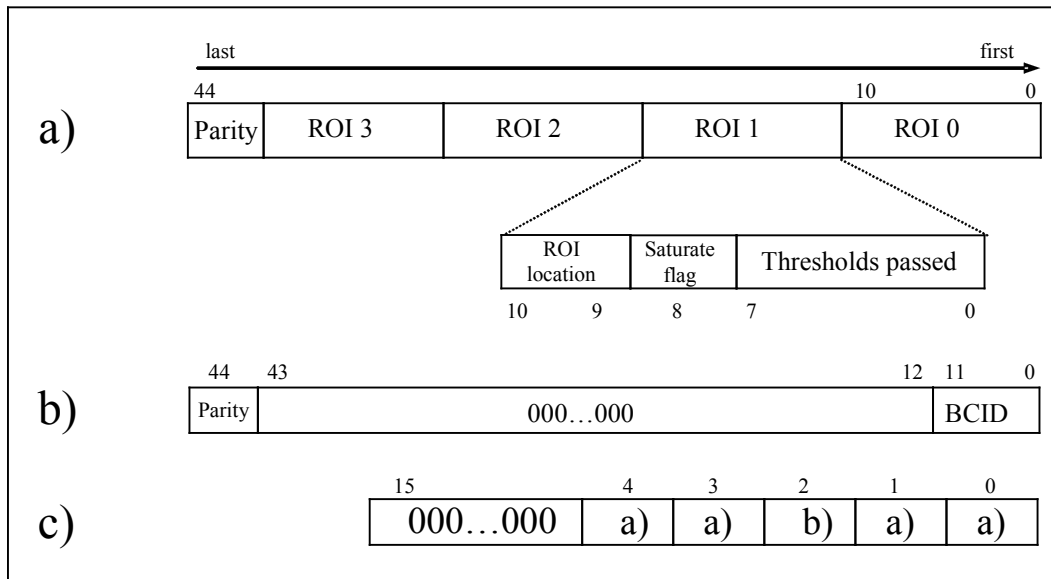 last first
44 10 0
a) Parity ROI 3 ROI 2 ROI 1 ROI 0
ROI location Saturate flag Thresholds passed
10 9 8 7 0
44 43 12 11 0
b) Parity 000…000 BCID
15 4 3 2 1 0
c) 000…000 a) a) b) a) a)